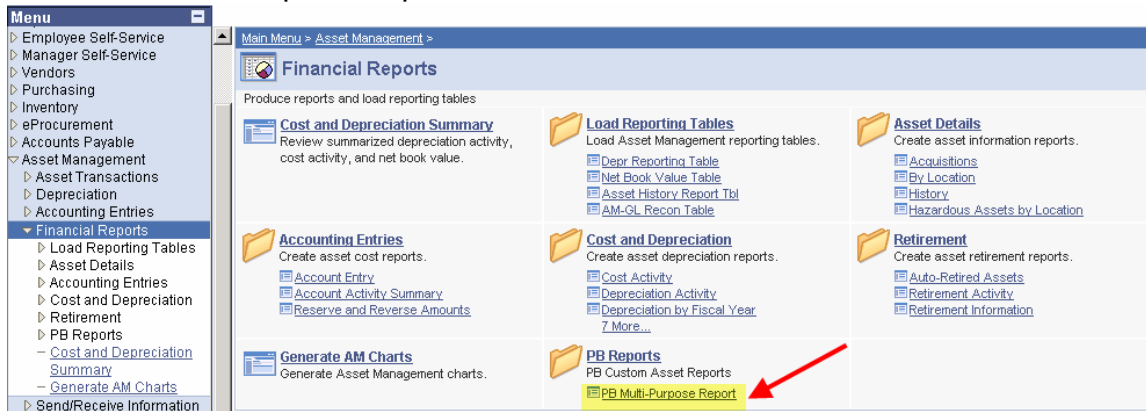 Menu
Employee Self-Service
Manager Self-Service
Vendors
Purchasing
Inventory
eProcurement
Accounts Payable
Asset Management
Asset Transactions
Depreciation
Accounting Entries
Financial Reports
Load Reporting Tables
Asset Details
Accounting Entries
Cost and Depreciation
Retirement
PB Reports
– Cost and Depreciation
Summary
– Generate AM Charts
Send/Receive Information
Main Menu > Asset Management >
Financial Reports
Produce reports and load reporting tables
Cost and Depreciation Summary
Review summarized depreciation activity,
cost activity, and net book value.
Load Reporting Tables
Load Asset Management reporting tables.
Depr Reporting Table
Net Book Value Table
Asset History Report Tbl
AM-GL Recon Table
Asset Details
Create asset information reports.
Acquisitions
By Location
History
Hazardous Assets by Location
Accounting Entries
Create asset cost reports.
Account Entry
Account Activity Summary
Reserve and Reverse Amounts
Cost and Depreciation
Create asset depreciation reports.
Cost Activity
Depreciation Activity
Depreciation by Fiscal Year
7 More...
Retirement
Create asset retirement reports.
Auto-Retired Assets
Retirement Activity
Retirement Information
Generate AM Charts
Generate Asset Management charts.
PB Reports
PB Custom Asset Reports
PB Multi-Purpose Report